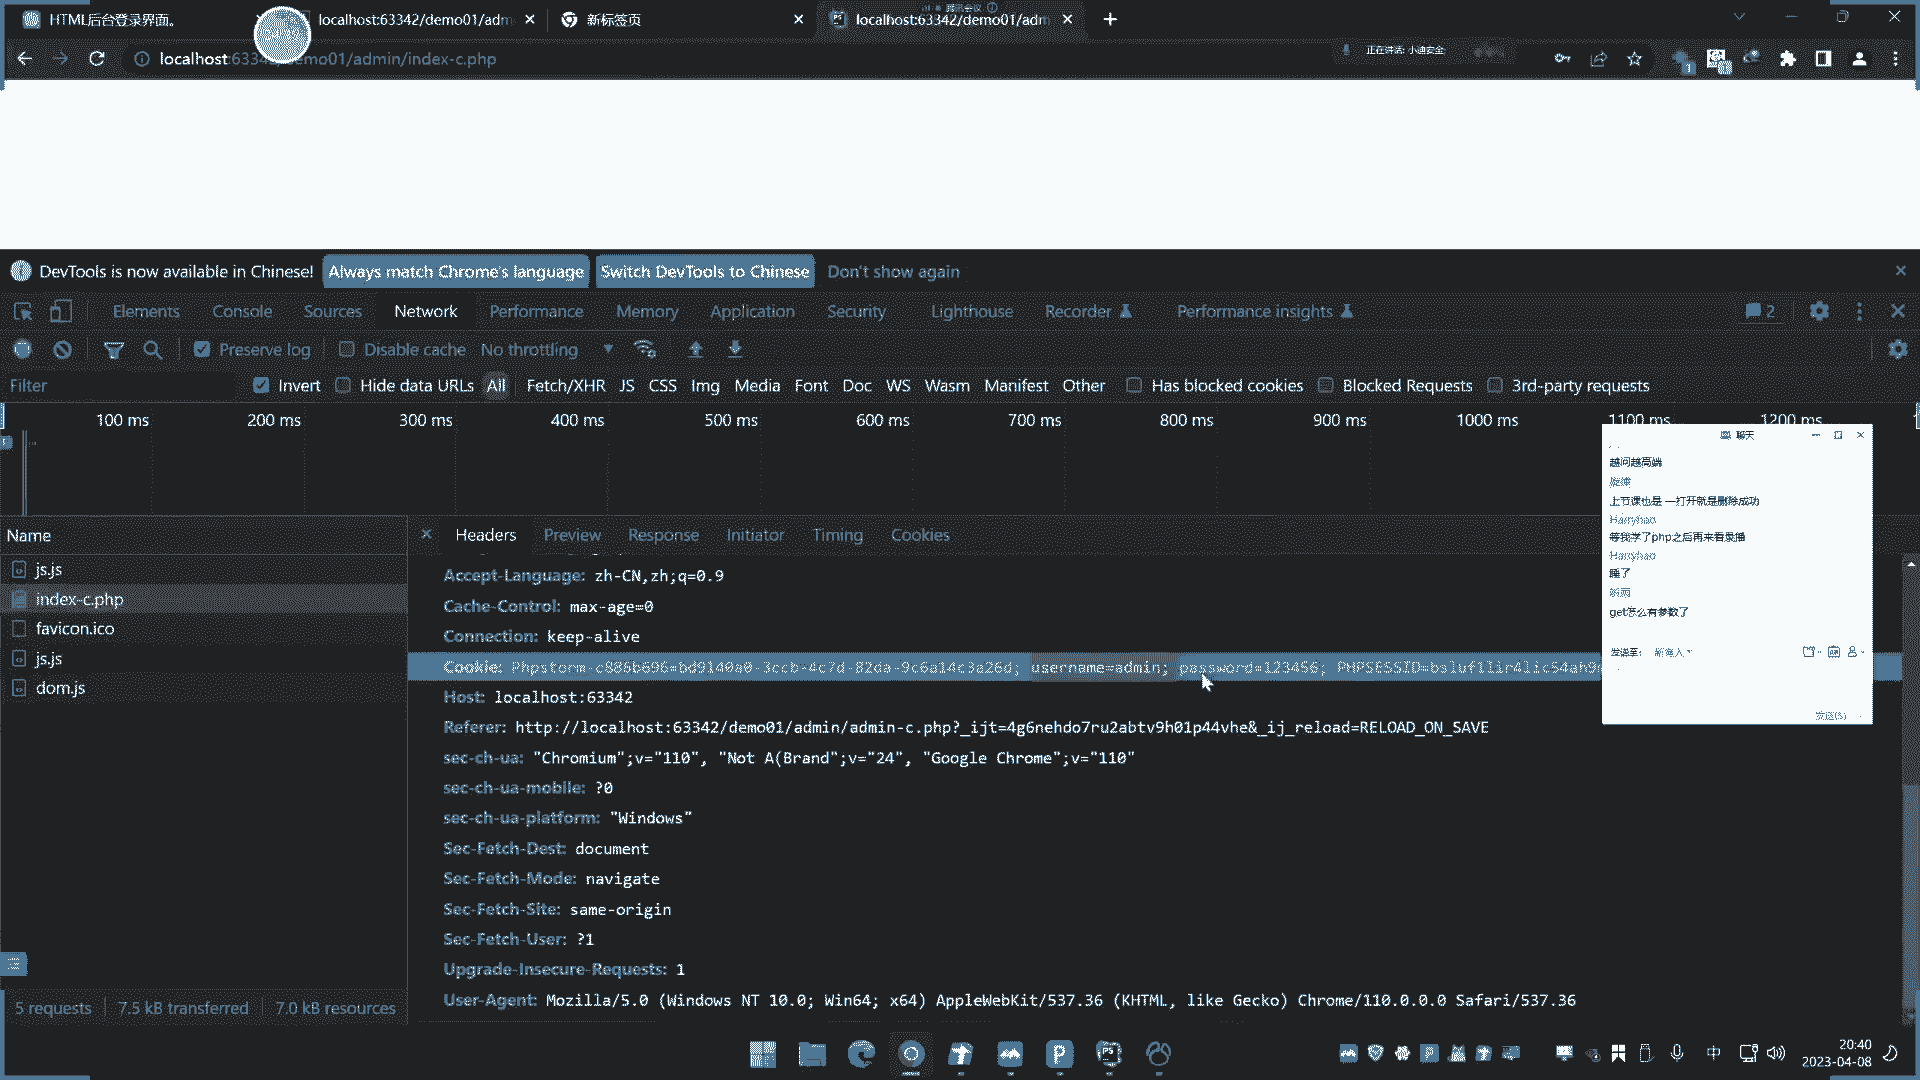 HTML后台登录界面。
localhost:63342/demo01/adm
新标签页
腾讯会议
localhost:63342/demo01/adm
localhost:63342/demo01/admin/index-c.php
正在讲话: 小迪安全;
DevTools is now available in Chinese!
Always match Chrome's language
Switch DevTools to Chinese
Don't show again
Elements Console Sources Network Performance Memory Application Security Lighthouse Recorder Performance insights 2
Preserve log Disable cache No throttling
Filter Invert Hide data URLs All Fetch/XHR JS CSS Img Media Font Doc WS Wasm Manifest Other Has blocked cookies Blocked Requests 3rd-party requests
100 ms 200 ms 300 ms 400 ms 500 ms 600 ms 700 ms 800 ms 900 ms 1000 ms 1100 ms 1200 ms
Name
js.js
index-c.php
favicon.ico
js.js
dom.js
Headers Preview Response Initiator Timing Cookies
Accept-Language: zh-CN,zh;q=0.9
Cache-Control: max-age=0
Connection: keep-alive
Cookie: Phpstorm-c886b696=bd9140a0-3ccb-4c7d-82da-9c6a14c3a26d; username=admin; password=123456;
Host: localhost:63342
Referer: http://localhost:63342/demo01/admin/admin-c.php?_ijt=4g6nehdo7ru2abtv9h01p44vhe&_ij_reload=RELOAD_ON_SAVE
sec-ch-ua: "Chromium";v="110", "Not A(Brand";v="24", "Google Chrome";v="110"
sec-ch-ua-mobile: ?0
sec-ch-ua-platform: "Windows"
Sec-Fetch-Dest: document
Sec-Fetch-Mode: navigate
Sec-Fetch-Site: same-origin
Sec-Fetch-User: ?1
Upgrade-Insecure-Requests: 1
User-Agent: Mozilla/5.0 (Windows NT 10.0; Win64; x64) AppleWebKit/537.36 (KHTML, like Gecko) Chrome/110.0.0.0 Safari/537.36
聊天
越问越高端
上节课也是 一打开就是删除成功
Harryhao
等我学了php之后再来看录播
Harryhao
睡了
get怎么有参数了
发送至:
发送(S)
5 requests 7.5 kB transferred 7.0 kB resources
中
20:40
2023-04-08